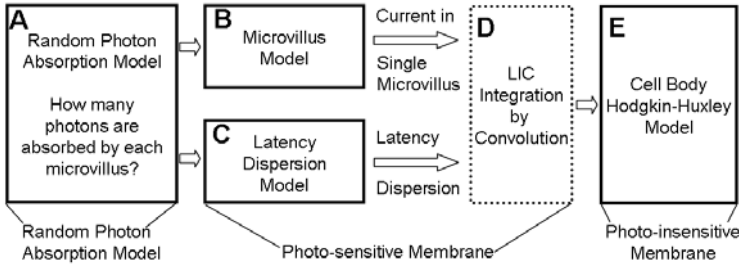 A
Random Photon
Absorption Model
How many
photons are
absorbed by each
microvillus?
B
Microvillus
Model
Current in
Single
Microvillus
C
Latency
Dispersion
Model
Latency
Dispersion
D
LIC
Integration
by
Convolution
E
Cell Body
Hodgkin-Huxley
Model
Random Photon
Absorption Model
Photo-sensitive Membrane
Photo-insensitive
Membrane